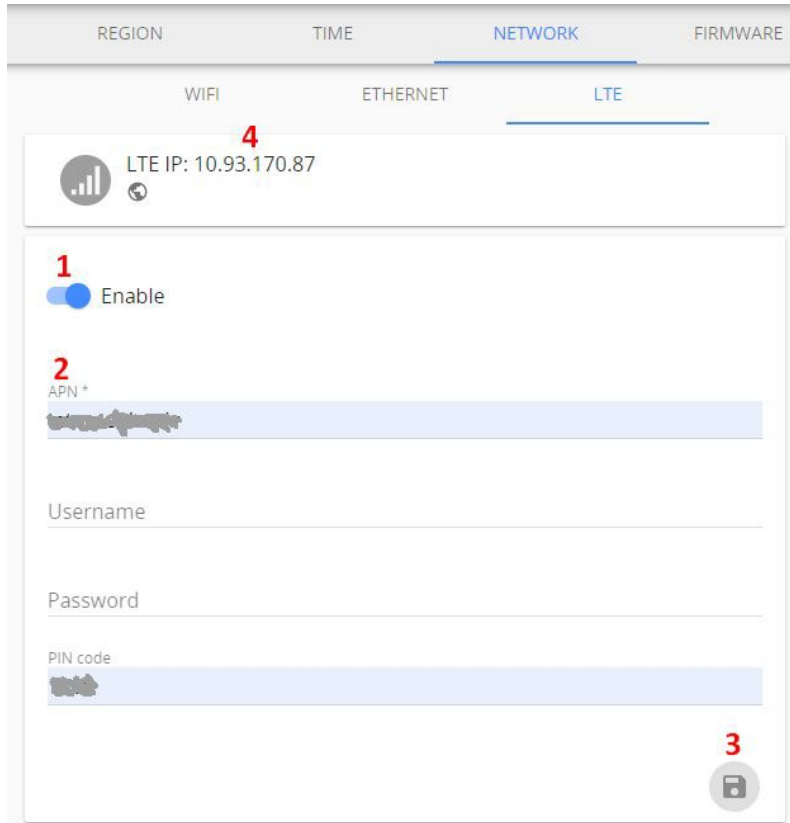 REGION TIME NETWORK FIRMWARE
WIFI ETHERNET LTE
4
LTE IP: 10.93.170.87
1
Enable
2
APN *
Username
Password
PIN code
3